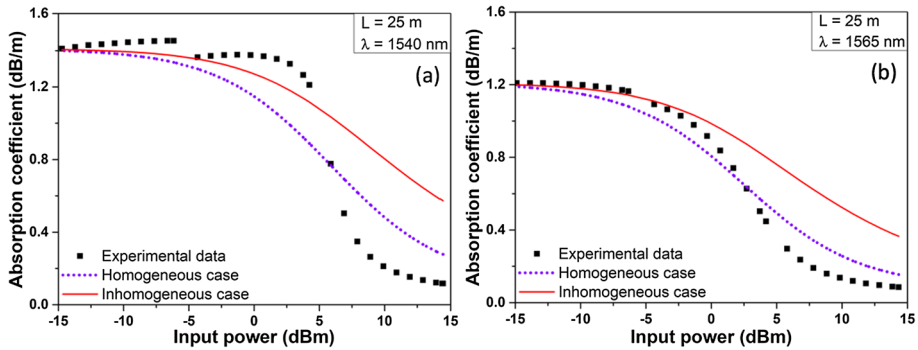 L = 25 m
λ = 1540 nm
(a)
Absorption coefficient (dB/m)
1.6
1.2
0.8
0.4
0.0
Experimental data
Homogeneous case
Inhomogeneous case
-15 -10 -5 0 5 10 15
Input power (dBm)
L = 25 m
λ = 1565 nm
(b)
Absorption coefficient (dB/m)
1.6
1.2
0.8
0.4
0.0
Experimental data
Homogeneous case
Inhomogeneous case
-15 -10 -5 0 5 10 15
Input power (dBm)